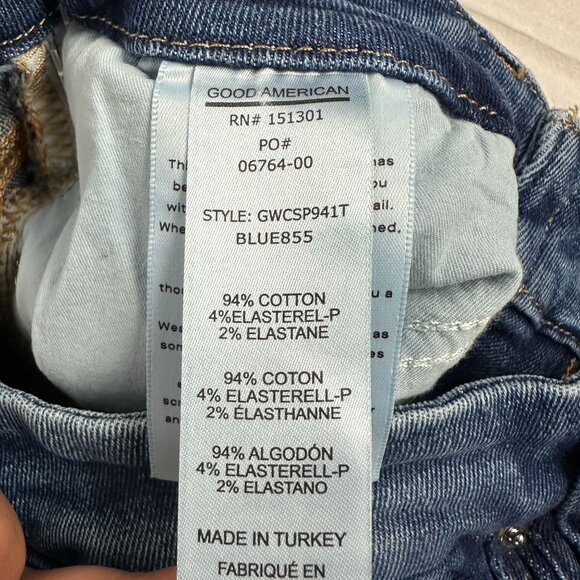 GOOD AMERICAN
RN# 151301
PO#
06764-00
STYLE: GWCSP941T
BLUE855
94% COTTON
4%ELASTEREL-P
2% ELASTANE
94% COTON
4% ELASTERELL-P
2% ÉLASTHANNE
94% ALGODÓN
4% ELASTERELL-P
2% ELASTANO
MADE IN TURKEY
FABRIQUÉ EN